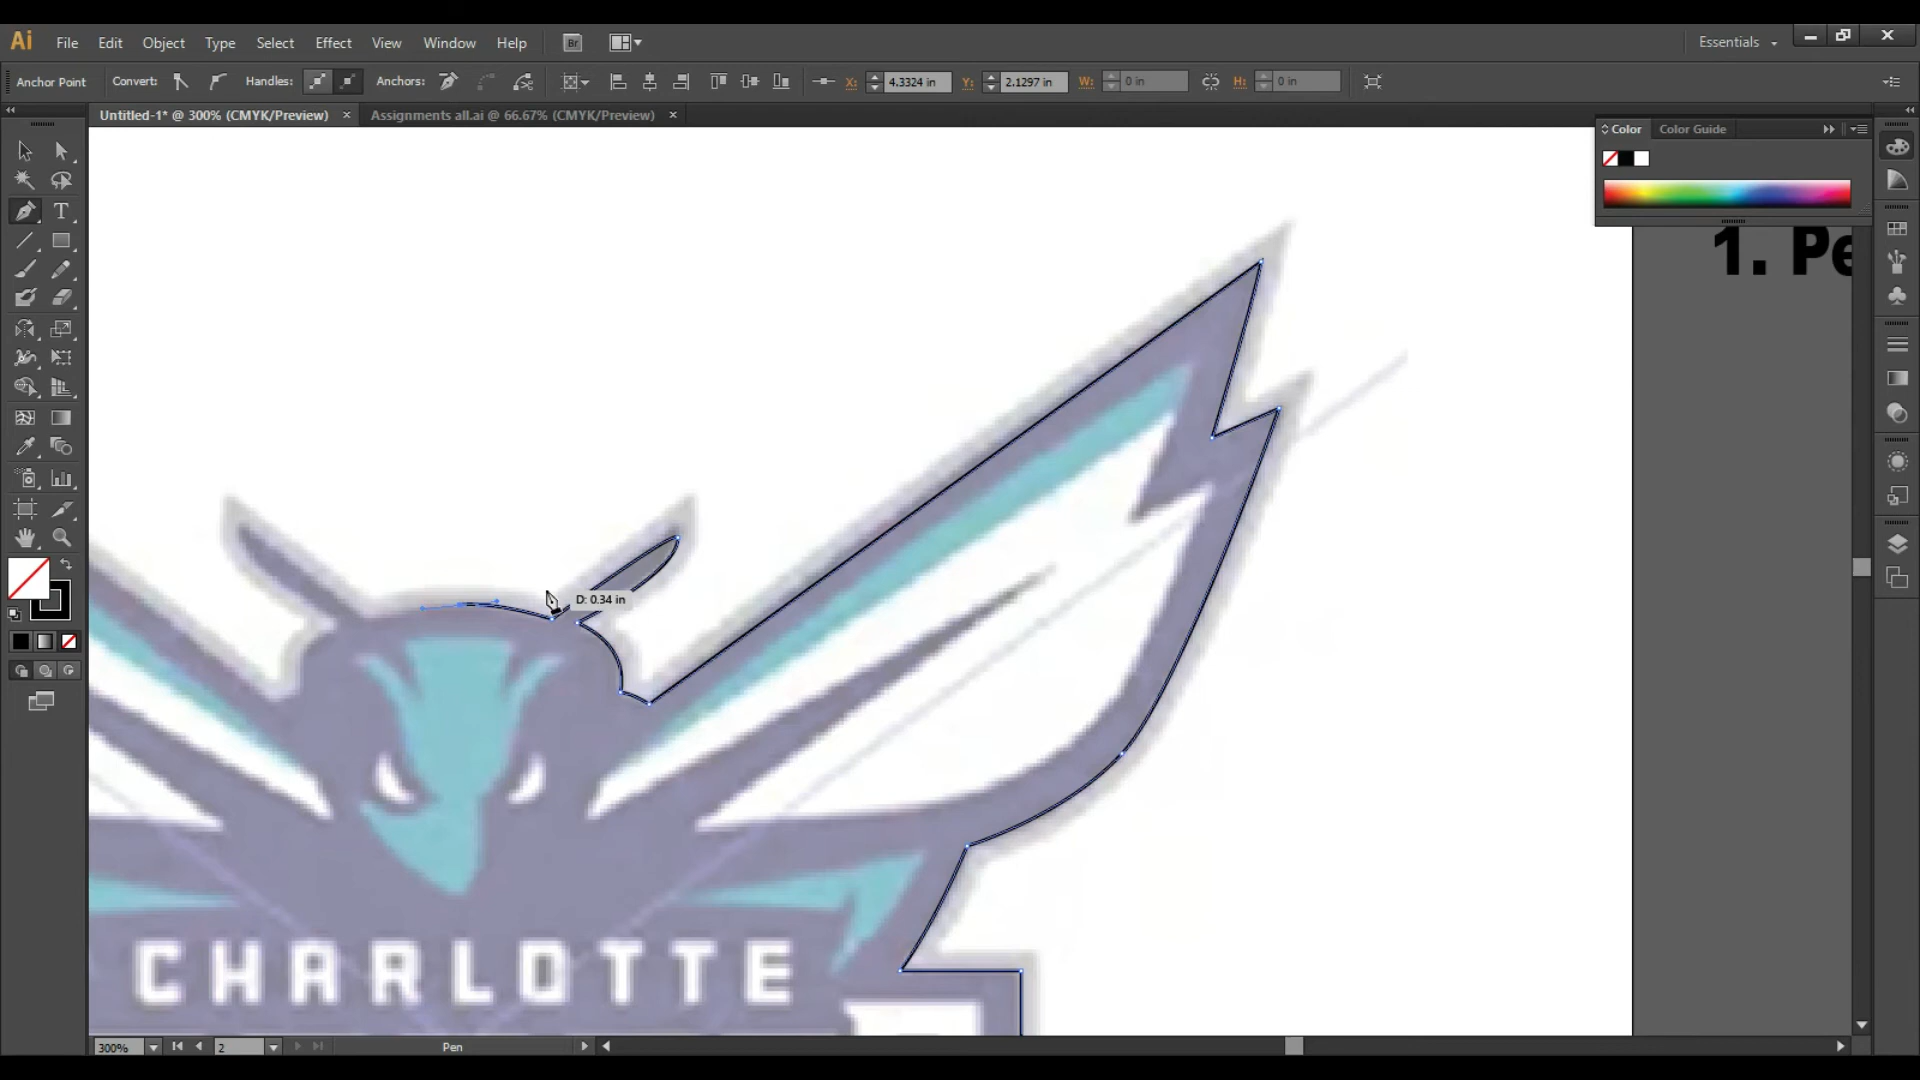 Ai File Edit Object Type Select Effect View Window Help Br Essentials
Anchor Point Convert: Handles: Anchors: X: 4.3324 in Y: 2.1297 in W: 0 in H: 0 in
Untitled-1* @ 300% (CMYK/Preview) × Assignments all.ai @ 66.67% (CMYK/Preview) ×
Color Color Guide
T
1. Pe
D: 0.34 in
CHARLOTTE
300% 2 Pen